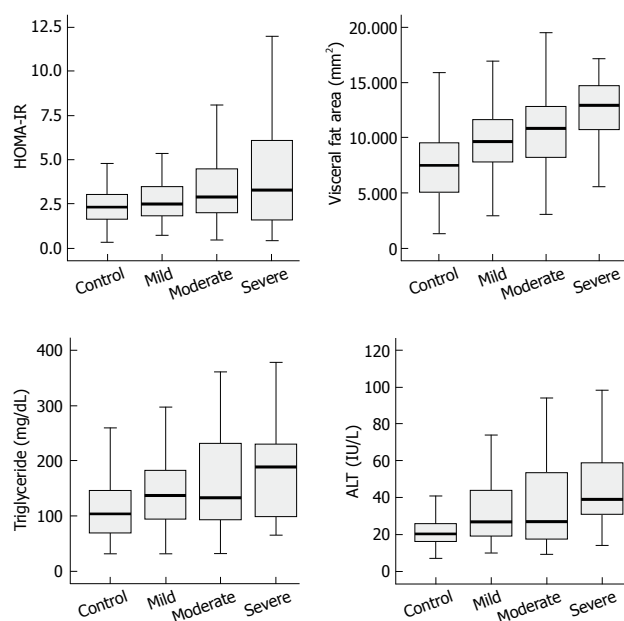 HOMA-IR
12.5
10.0
7.5
5.0
2.5
0.0
Control Mild Moderate Severe
Visceral fat area (mm²)
20.000
15.000
10.000
5.000
0
Control Mild Moderate Severe
Triglyceride (mg/dL)
400
300
200
100
0
Control Mild Moderate Severe
ALT (IU/L)
120
100
80
60
40
20
0
Control Mild Moderate Severe